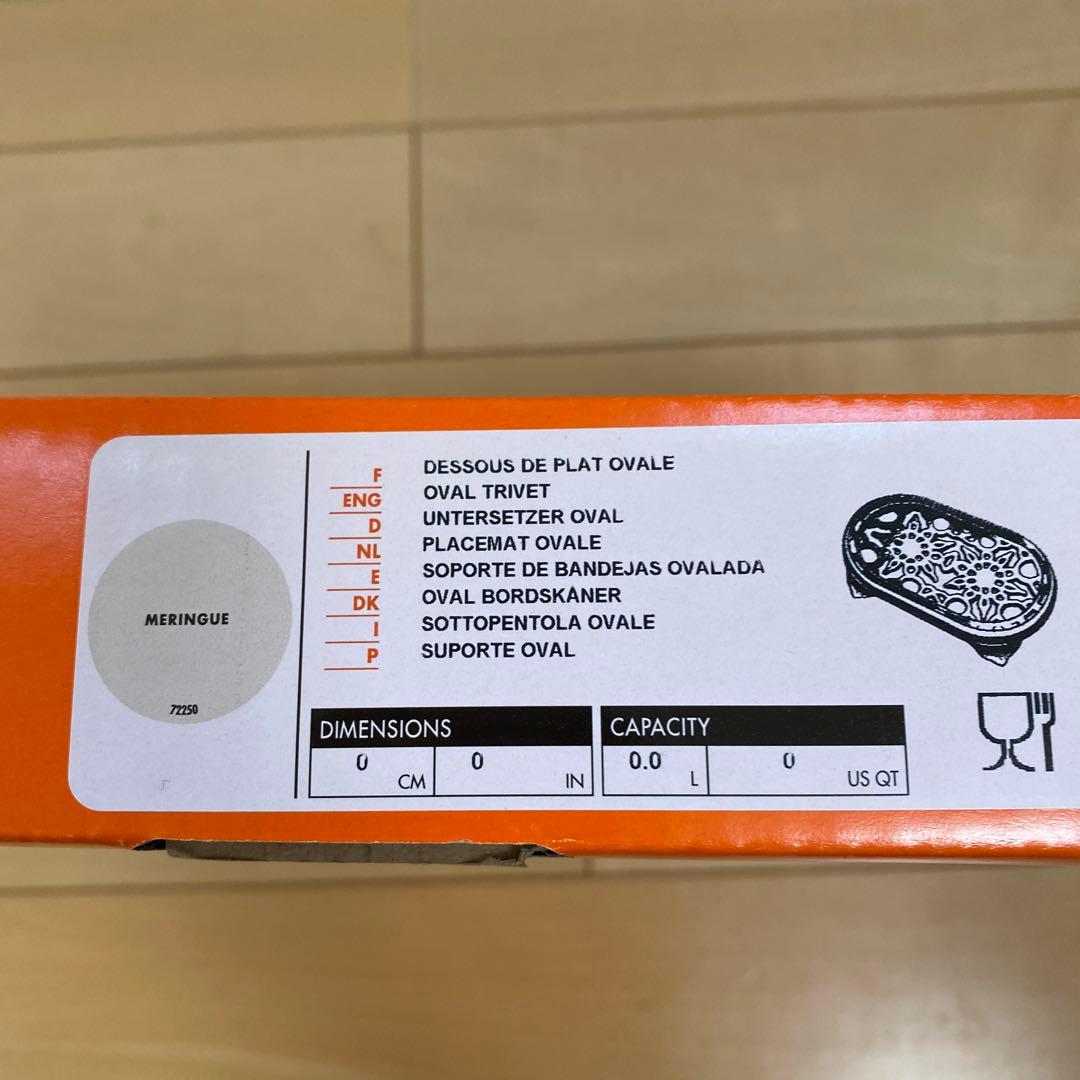 MERINGUE
72250
F DESSOUS DE PLAT OVALE
ENG OVAL TRIVET
D UNTERSETZER OVAL
NL PLACEMAT OVALE
E SOPORTE DE BANDEJAS OVALADA
DK OVAL BORDSKÅNER
I SOTTOPENTOLA OVALE
P SUPORTE OVAL
DIMENSIONS CAPACITY
0 CM 0 IN 0.0 L 0 US QT